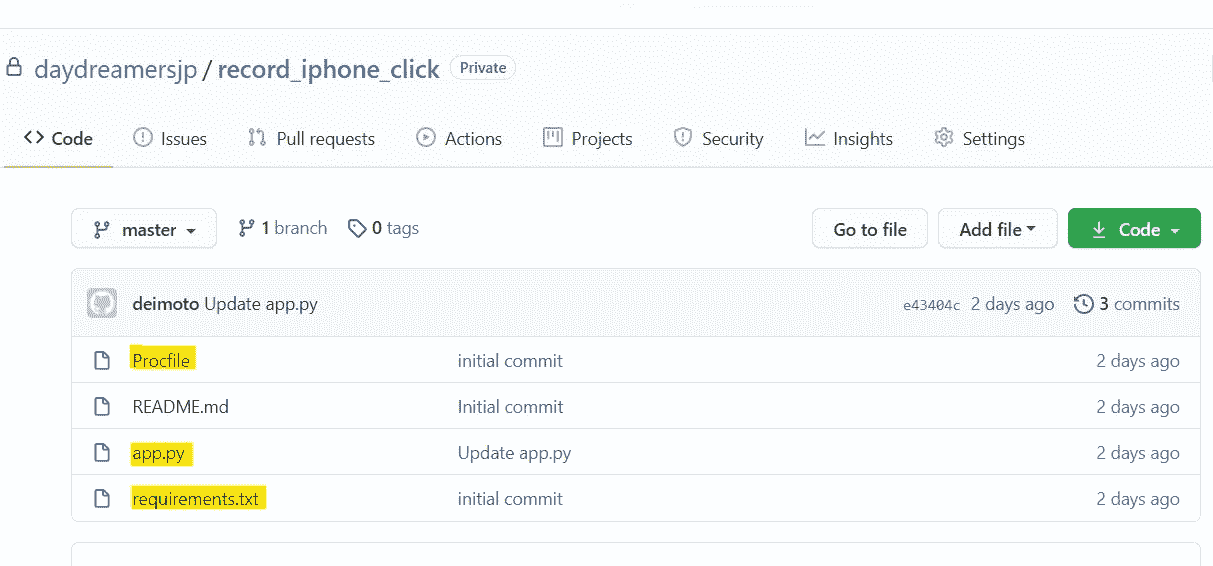 daydreamersjp / record_iphone_click Private
Code Issues Pull requests Actions Projects Security Insights Settings
master 1 branch 0 tags Go to file Add file Code
deimoto Update app.py e43404c 2 days ago 3 commits
Procfile initial commit 2 days ago
README.md Initial commit 2 days ago
app.py Update app.py 2 days ago
requirements.txt initial commit 2 days ago